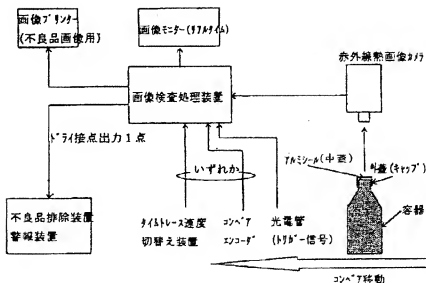 画像プリンター
(不良品画像用)
画像モニター(リアルタイム)
赤外線熱画像カメラ
画像検査処理装置
ドライ接点出力1点
アルミシール(中蓋)
外蓋(キャップ)
いずれか
不良品排除装置
警報装置
タイムトレース速度
切替え装置
コンベア
エンコーダ
光電管
(トリガー信号)
容器
コンベア移動